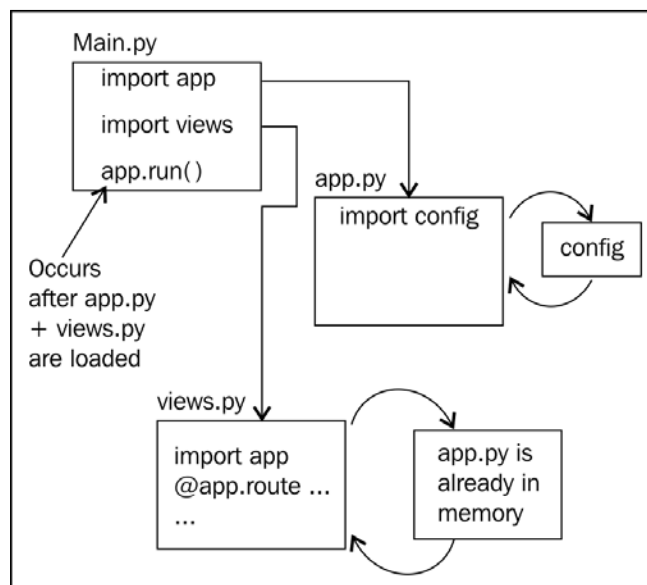 Main.py
import app
import views
app.run()
Occurs
after app.py
+ views.py
are loaded
app.py
import config
config
views.py
import app
@app.route ...
...
app.py is
already in
memory